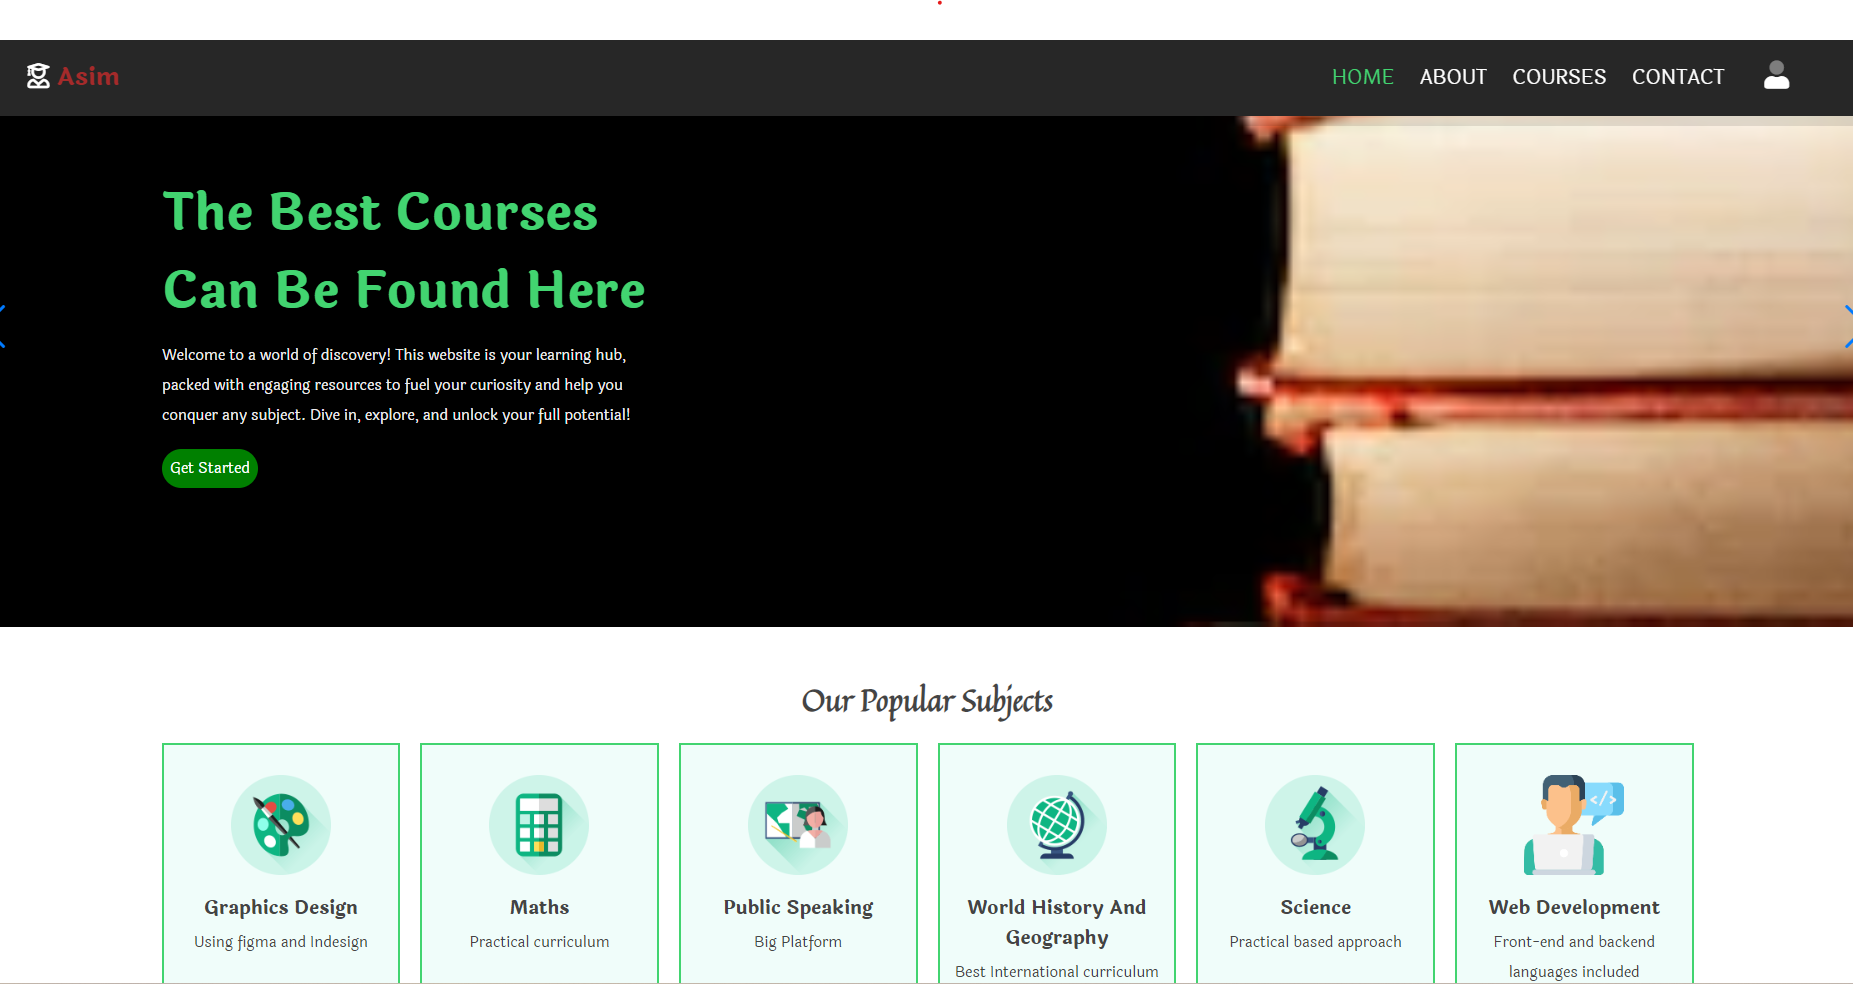 Asim
HOME ABOUT COURSES CONTACT
The Best Courses
Can Be Found Here
Welcome to a world of discovery! This website is your learning hub,
packed with engaging resources to fuel your curiosity and help you
conquer any subject. Dive in, explore, and unlock your full potential!
Get Started
Our Popular Subjects
Graphics Design
Using figma and Indesign
Maths
Practical curriculum
Public Speaking
Big Platform
World History And
Geography
Best International curriculum
Science
Practical based approach
</>
Web Development
Front-end and backend
languages included